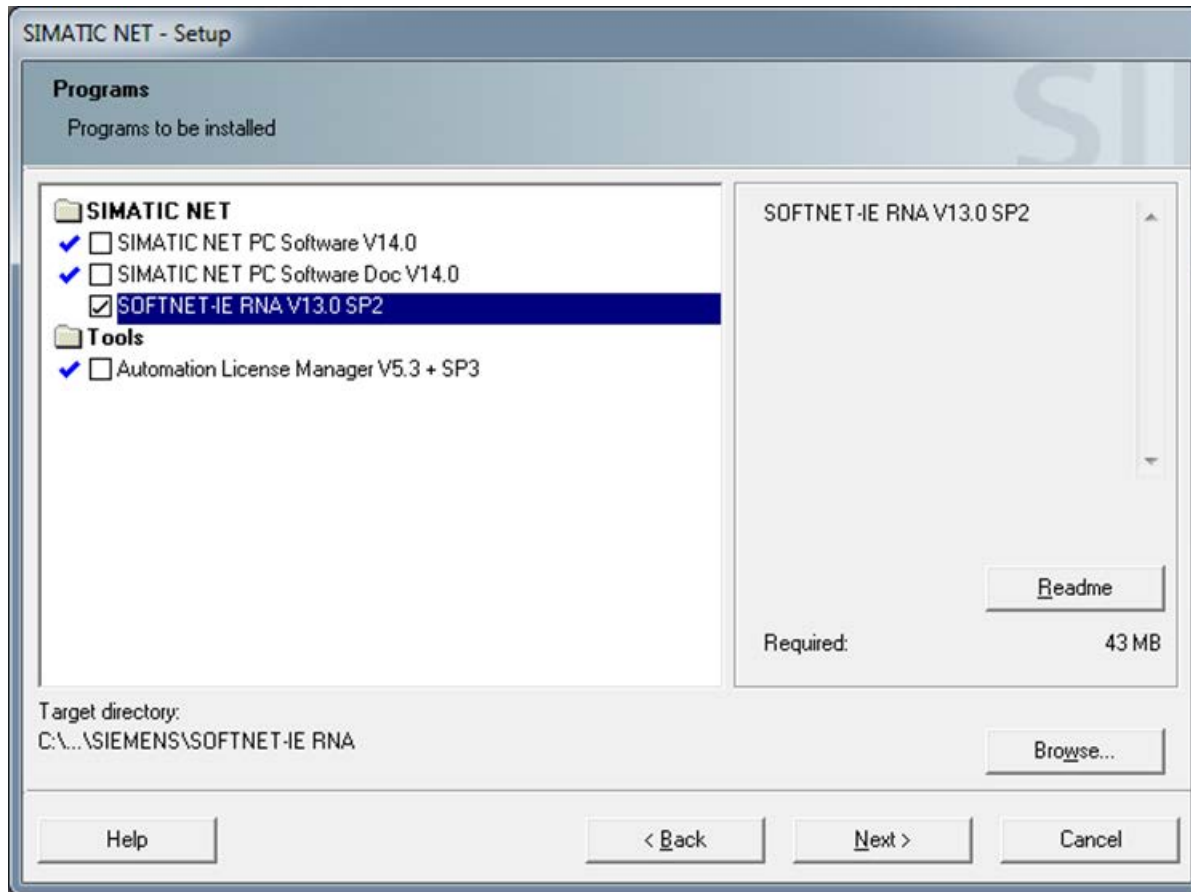 SIMATIC NET - Setup
Programs
Programs to be installed
SI
SIMATIC NET
SIMATIC NET PC Software V14.0
SIMATIC NET PC Software Doc V14.0
SOFTNET-IE RNA V13.0 SP2
Tools
Automation License Manager V5.3 + SP3
SOFTNET-IE RNA V13.0 SP2
Readme
Required: 43 MB
Target directory:
C:\...\SIEMENS\SOFTNET-IE RNA
Browse...
Help < Back Next > Cancel